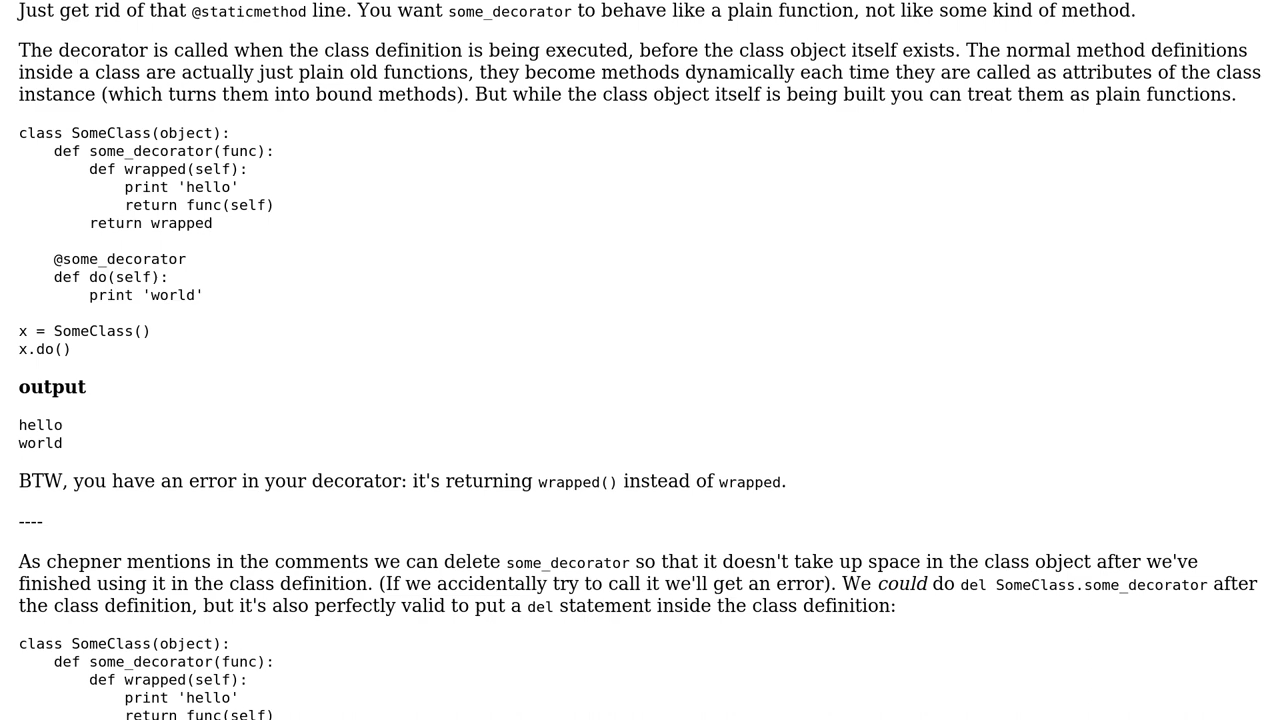 Just get rid of that @staticmethod line. You want some_decorator to behave like a plain function, not like some kind of method.
The decorator is called when the class definition is being executed, before the class object itself exists. The normal method definitions
inside a class are actually just plain old functions, they become methods dynamically each time they are called as attributes of the class
instance (which turns them into bound methods). But while the class object itself is being built you can treat them as plain functions.
class SomeClass(object):
    def some_decorator(func):
        def wrapped(self):
            print 'hello'
            return func(self)
        return wrapped

    @some_decorator
    def do(self):
        print 'world'

x = SomeClass()
x.do()
output
hello
world
BTW, you have an error in your decorator: it's returning wrapped() instead of wrapped.
----
As chepner mentions in the comments we can delete some_decorator so that it doesn't take up space in the class object after we've
finished using it in the class definition. (If we accidentally try to call it we'll get an error). We could do del SomeClass.some_decorator after
the class definition, but it's also perfectly valid to put a del statement inside the class definition:
class SomeClass(object):
    def some_decorator(func):
        def wrapped(self):
            print 'hello'
            return func(self)